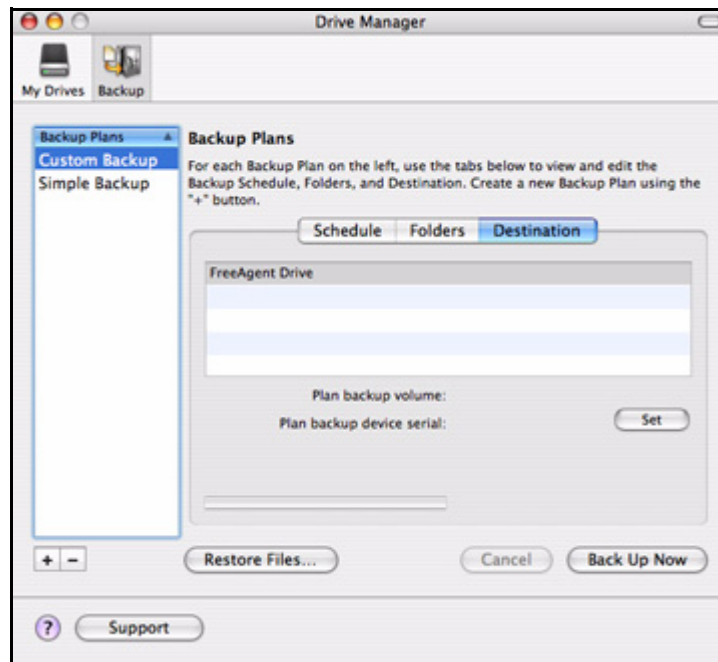 Drive Manager
My Drives
Backup
Backup Plans
Custom Backup
Simple Backup
Backup Plans
For each Backup Plan on the left, use the tabs below to view and edit the
Backup Schedule, Folders, and Destination. Create a new Backup Plan using the
"+" button.
Schedule
Folders
Destination
FreeAgent Drive
Plan backup volume:
Plan backup device serial:
Set
+
-
Restore Files...
Cancel
Back Up Now
?
Support